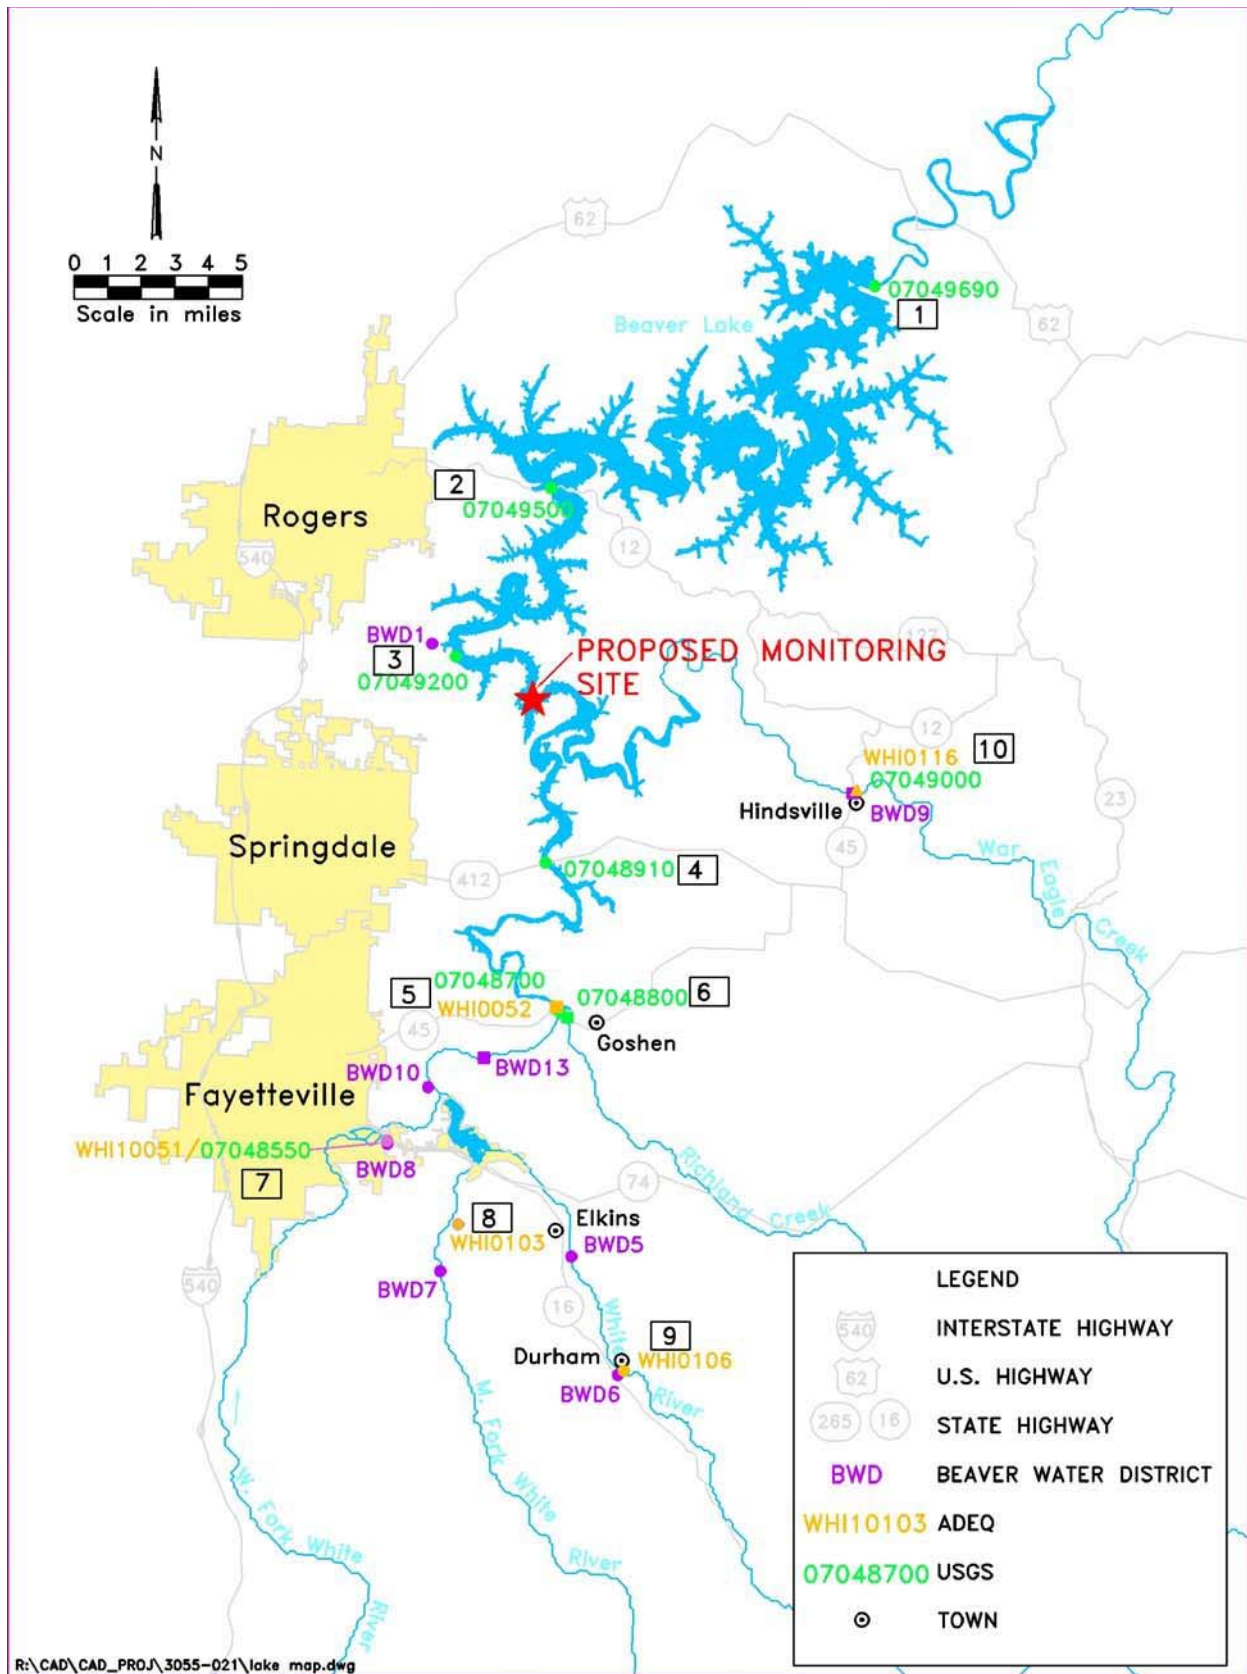 N
0 1 2 3 4 5
Scale in miles
62
07049690
1
Beaver Lake
62
2
07049500
Rogers
12
540
BWD1
3
07049200
PROPOSED MONITORING
SITE
127
12
10
WHI0116
07049000
Hindsville
BWD9
23
45
War
Eagle
Creek
Springdale
412
07048910
4
5
07048700
WHI0052
07048800
6
45
Goshen
BWD13
BWD10
Fayetteville
WHI10051/07048550
BWD8
7
Richland
Creek
74
8
WHI0103
Elkins
BWD5
BWD7
540
16
White
River
9
Durham
WHI0106
BWD6
M. Fork White
River
W. Fork White
River
LEGEND
540 INTERSTATE HIGHWAY
62 U.S. HIGHWAY
265 16 STATE HIGHWAY
BWD BEAVER WATER DISTRICT
WHI10103 ADEQ
07048700 USGS
TOWN
R:\CAD\CAD_PROJ\3055-021\lake map.dwg